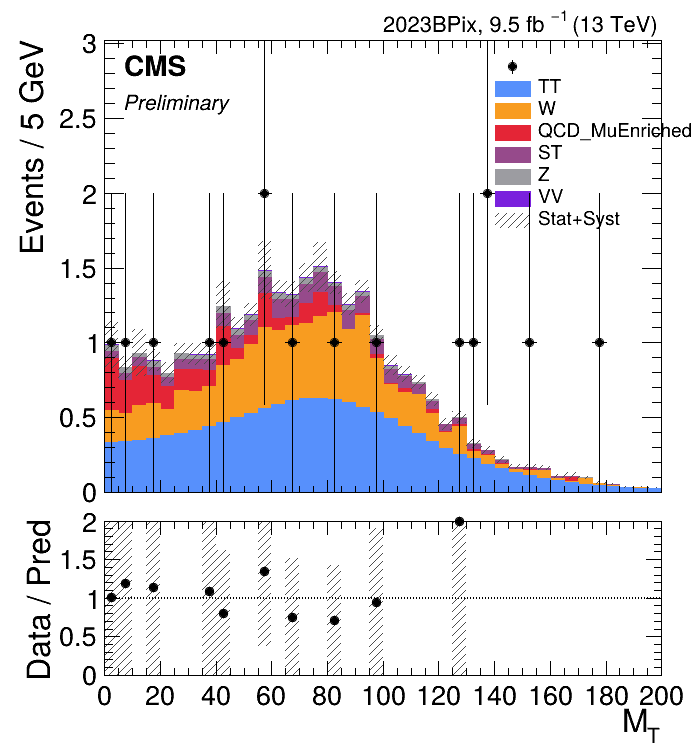 2023BPix, 9.5 fb⁻¹ (13 TeV)
CMS
Preliminary
Events / 5 GeV
3
2.5
2
1.5
1
0.5
0
TT
W
QCD_MuEnriched
ST
Z
VV
Stat+Syst
Data / Pred
2
1.5
1
0.5
0
0 20 40 60 80 100 120 140 160 180 200
M_T